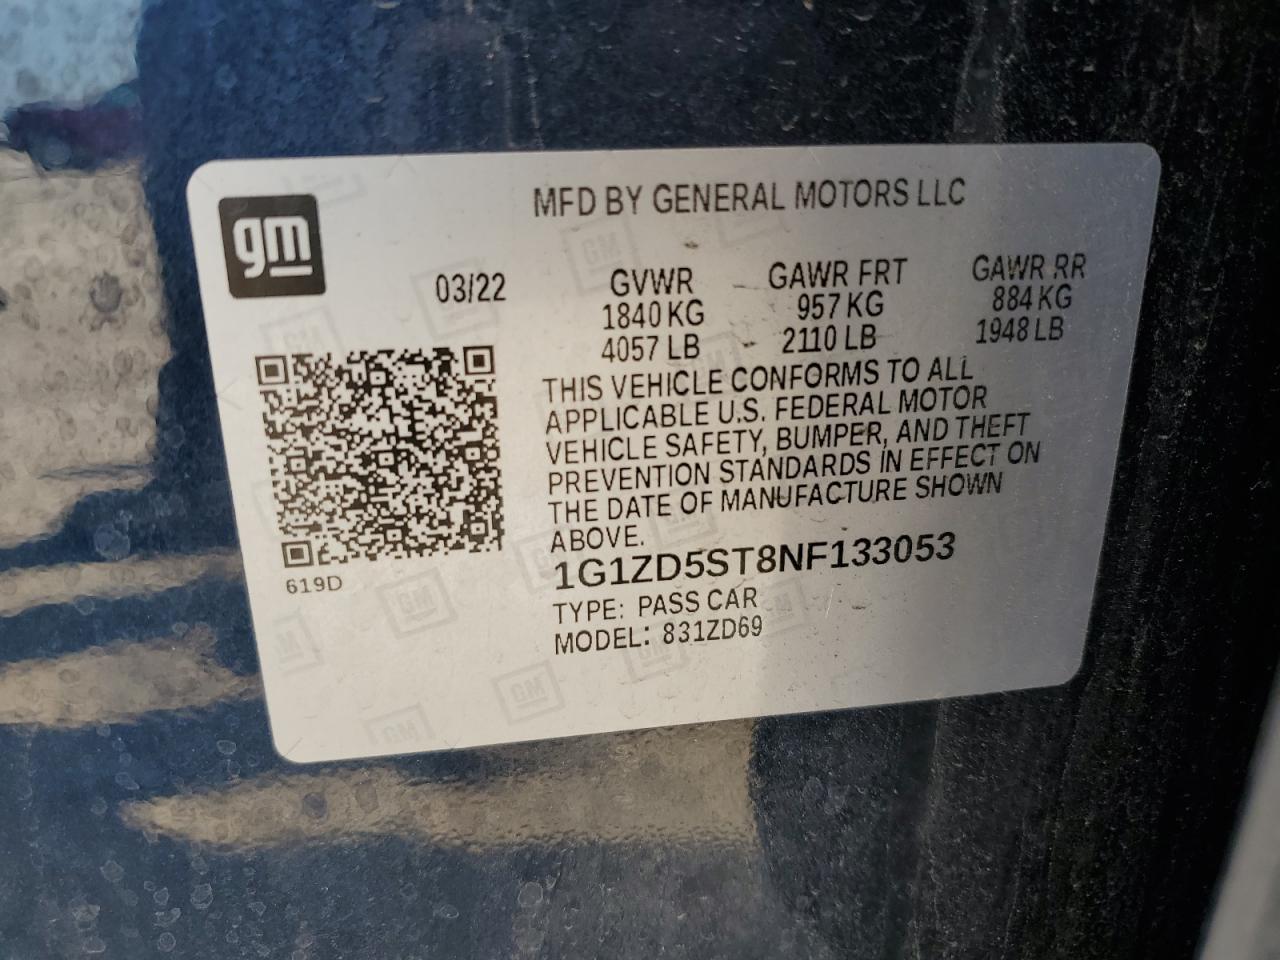 gm
MFD BY GENERAL MOTORS LLC
03/22
GVWR GAWR FRT GAWR RR
1840 KG 957 KG 884 KG
4057 LB 2110 LB 1948 LB
THIS VEHICLE CONFORMS TO ALL
APPLICABLE U.S. FEDERAL MOTOR
VEHICLE SAFETY, BUMPER, AND THEFT
PREVENTION STANDARDS IN EFFECT ON
THE DATE OF MANUFACTURE SHOWN
ABOVE.
619D
1G1ZD5ST8NF133053
TYPE: PASS CAR
MODEL: 831ZD69